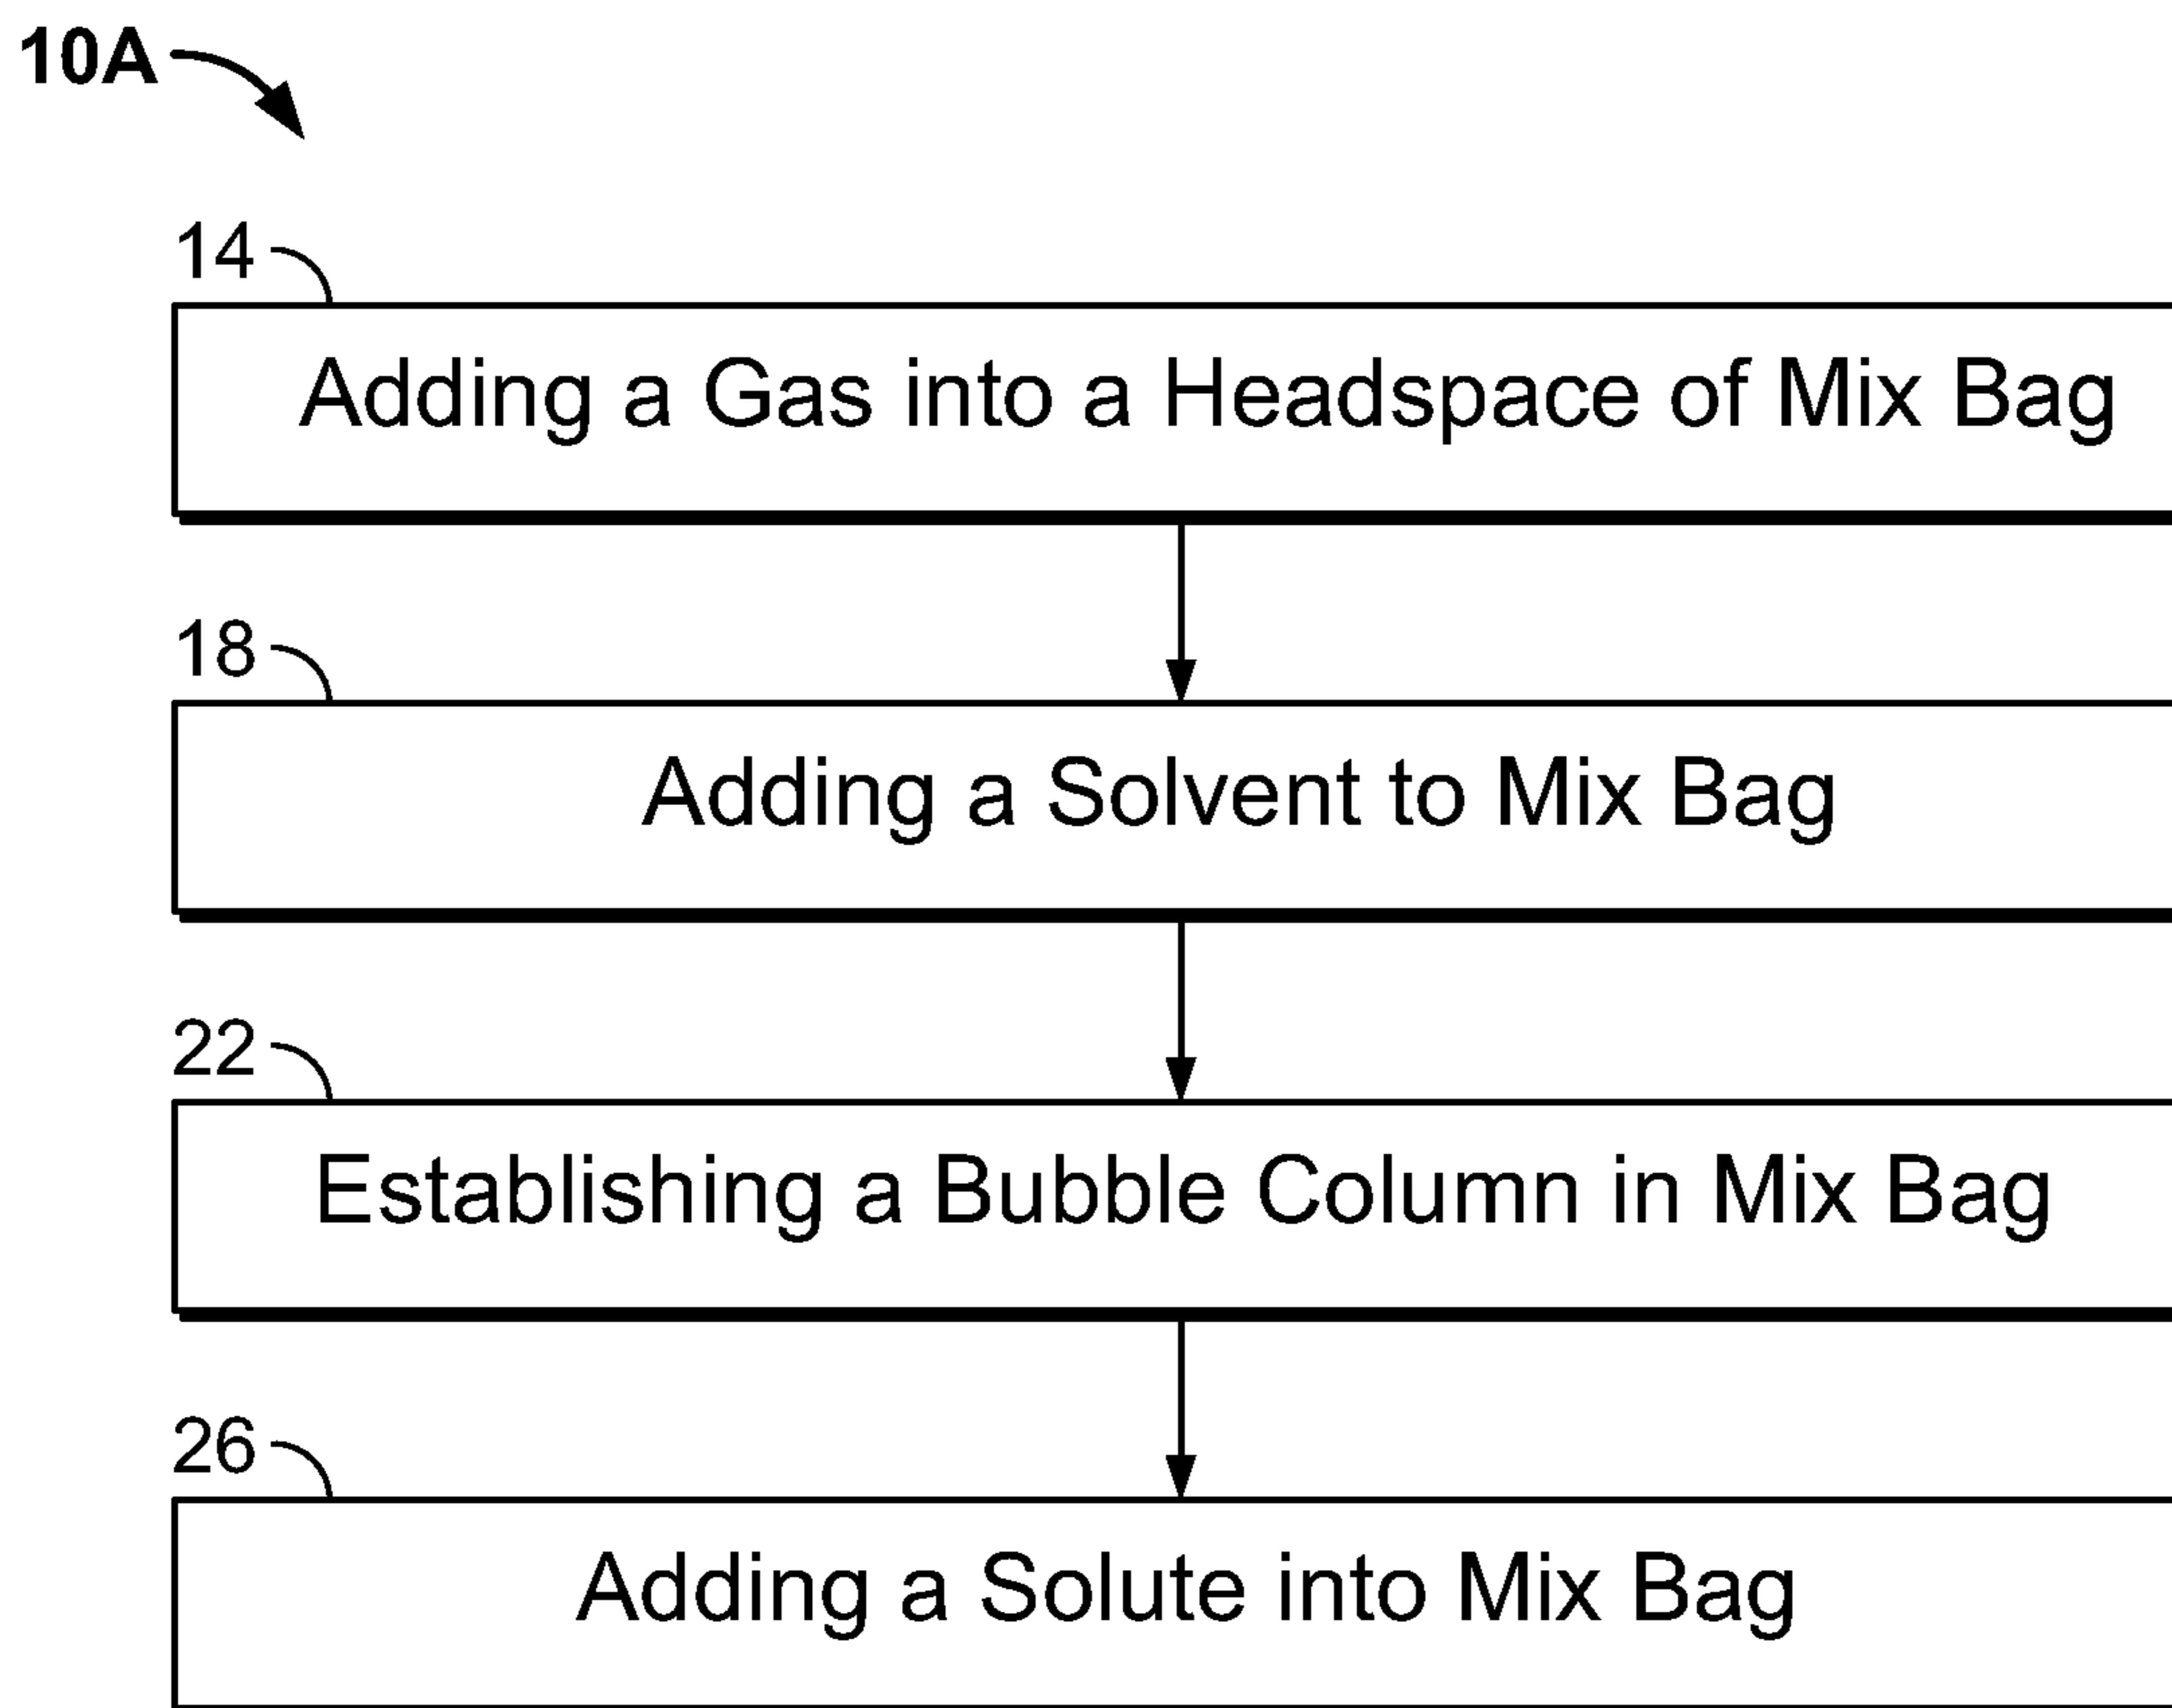 10A
14
Adding a Gas into a Headspace of Mix Bag
18
Adding a Solvent to Mix Bag
22
Establishing a Bubble Column in Mix Bag
26
Adding a Solute into Mix Bag